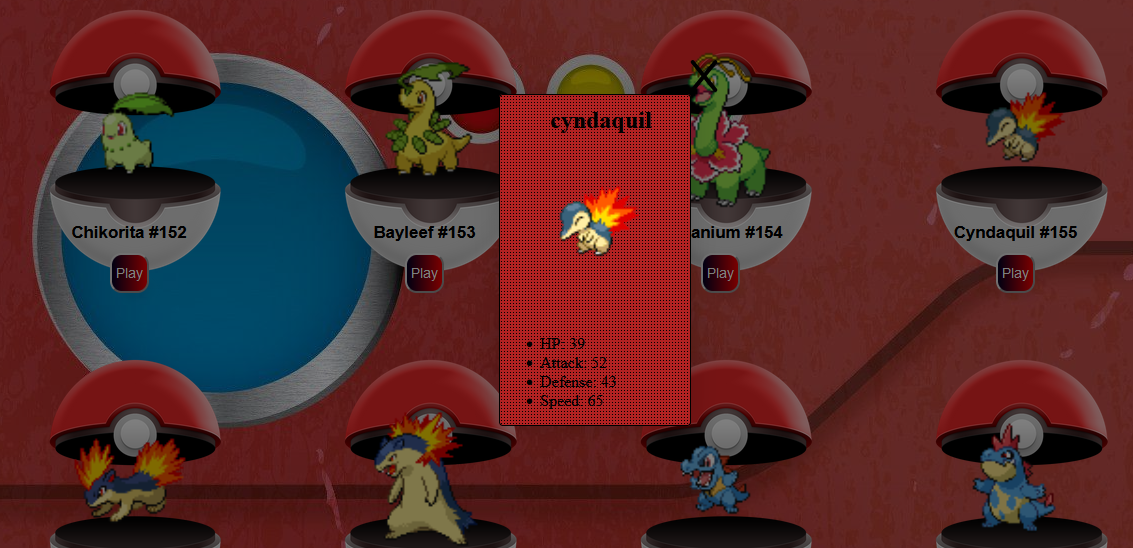 cyndaquil
Chikorita #152
Bayleef #153
anium #154
Cyndaquil #155
Play
Play
Play
Play
HP: 39
Attack: 52
Defense: 43
Speed: 65